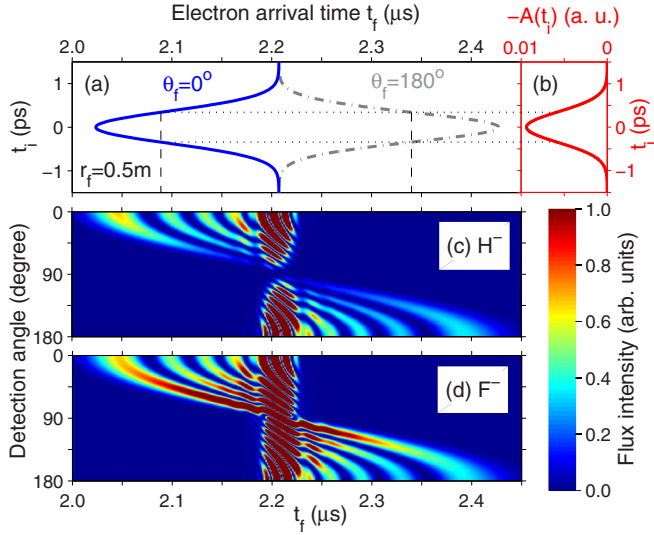 Electron arrival time t_f (μs)
−A(t_i) (a. u.)
2.0 2.1 2.2 2.3 2.4 0.01 0
(a) θ_f=0° θ_f=180° (b)
t_i (ps)
1
0
−1
r_f=0.5m
1
0
−1
t_i (ps)
Detection angle (degree)
0
90
180
(c) H⁻
0
90
180
(d) F⁻
2.0 2.1 2.2 2.3 2.4
t_f (μs)
1.0
0.8
0.6
0.4
0.2
0.0
Flux intensity (arb. units)